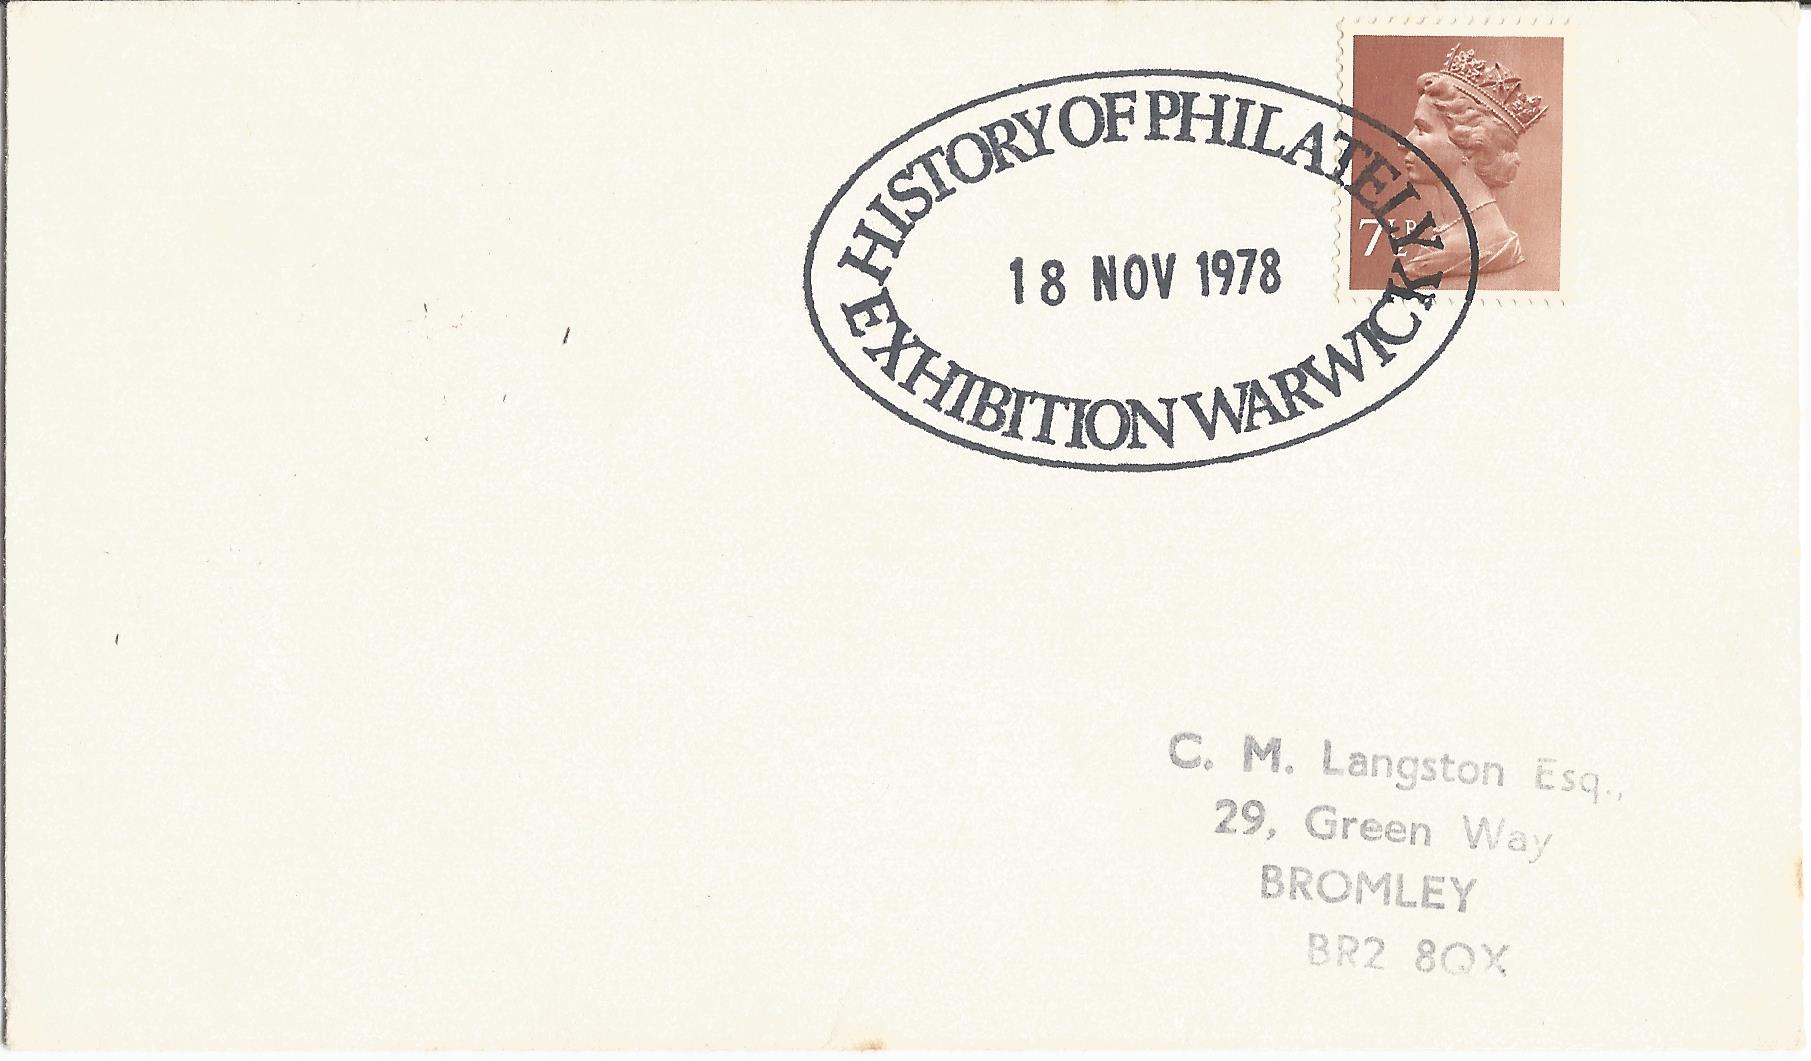 HISTORY OF PHILATELY
18 NOV 1978
EXHIBITION WARWICK
7½P
C. M. Langston Esq.,
29, Green Way
BROMLEY
BR2 8QX